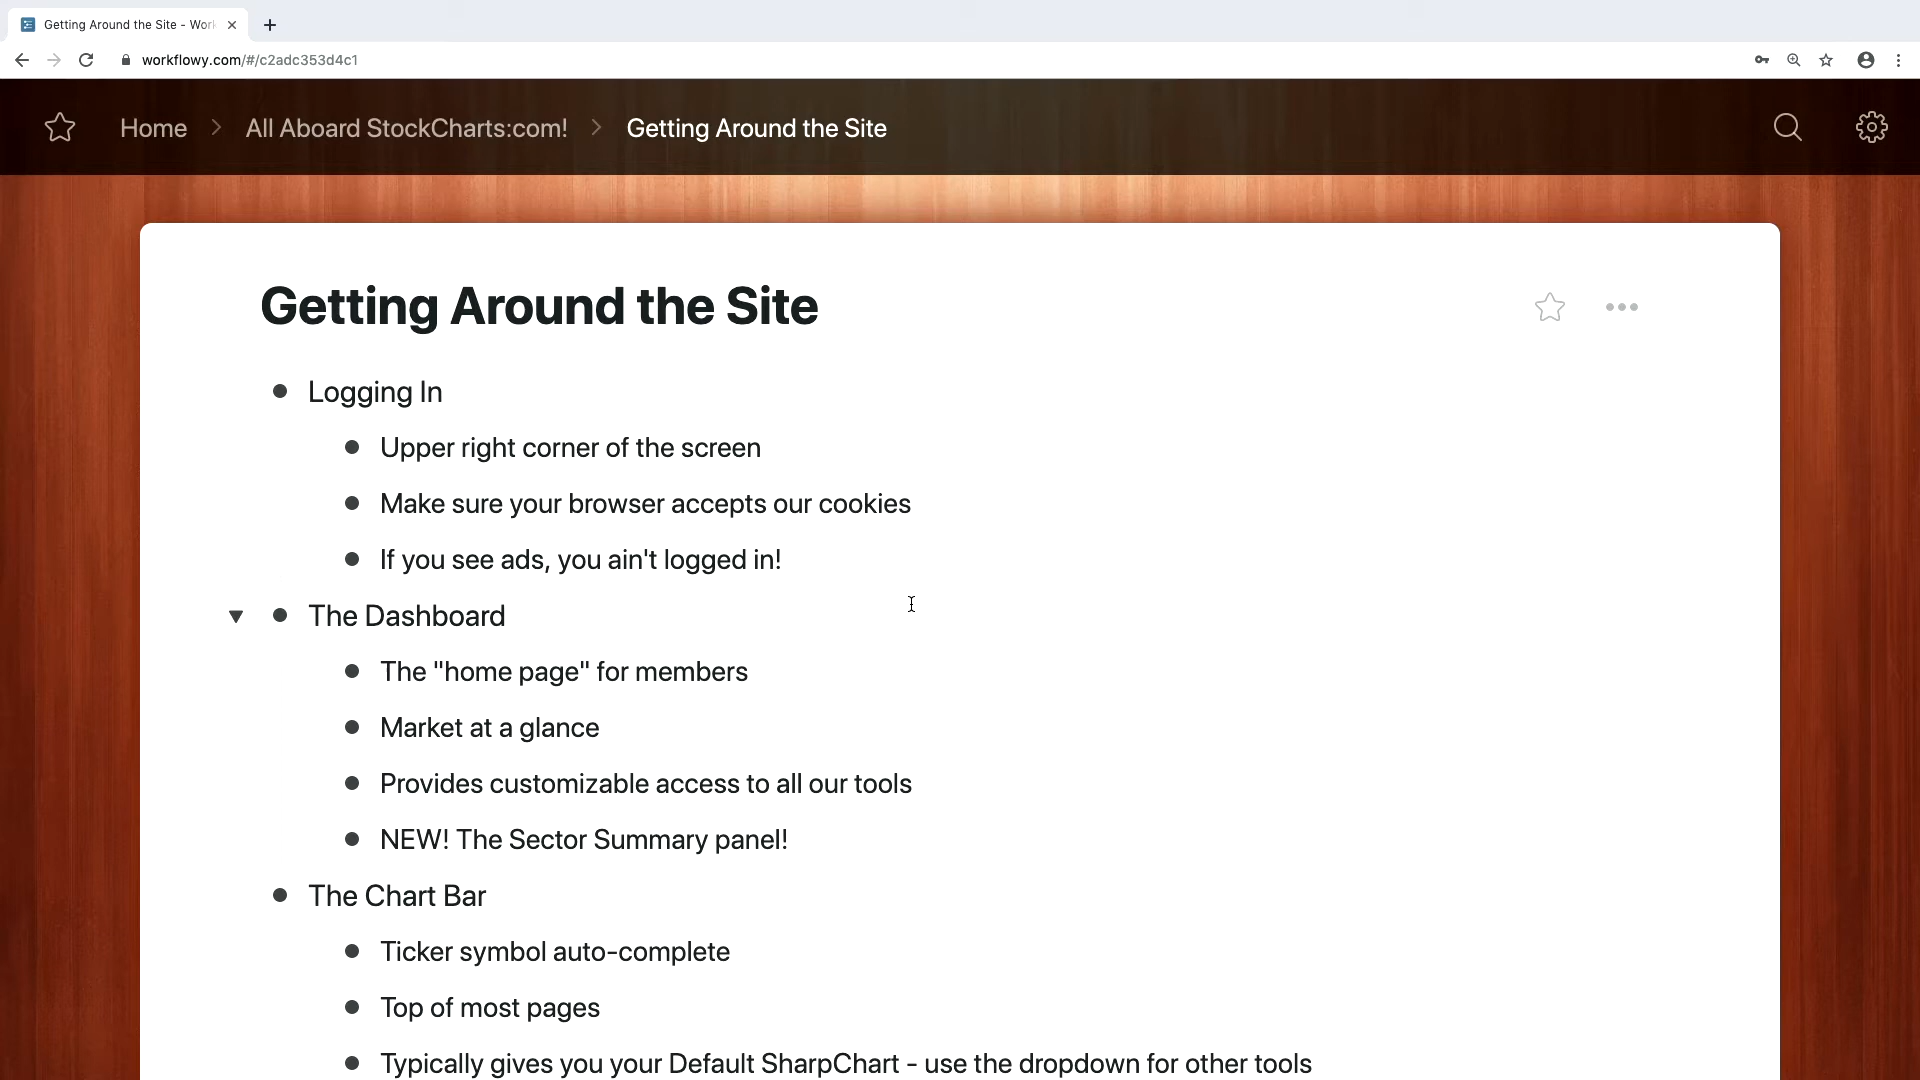 Getting Around the Site - Work
workflowy.com/#/c2adc353d4c1
Home > All Aboard StockCharts:com! > Getting Around the Site
Getting Around the Site
Logging In
Upper right corner of the screen
Make sure your browser accepts our cookies
If you see ads, you ain't logged in!
The Dashboard
The "home page" for members
Market at a glance
Provides customizable access to all our tools
NEW! The Sector Summary panel!
The Chart Bar
Ticker symbol auto-complete
Top of most pages
Typically gives you your Default SharpChart - use the dropdown for other tools